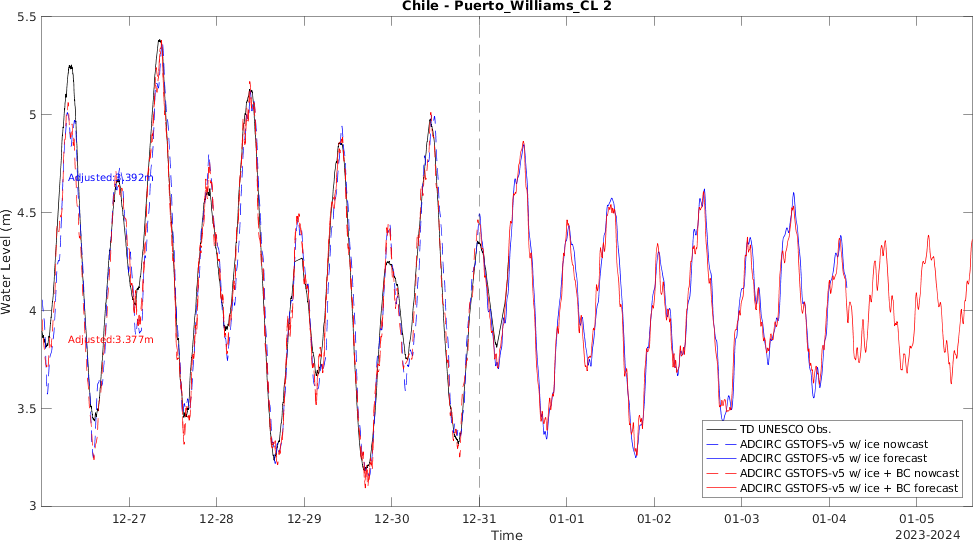 Chile - Puerto_Williams_CL 2
5.5
5
4.5
4
3.5
3
Water Level (m)
Adjusted:3.392m
Adjusted:3.377m
TD UNESCO Obs.
ADCIRC GSTOFS-v5 w/ ice nowcast
ADCIRC GSTOFS-v5 w/ ice forecast
ADCIRC GSTOFS-v5 w/ ice + BC nowcast
ADCIRC GSTOFS-v5 w/ ice + BC forecast
12-27 12-28 12-29 12-30 12-31 01-01 01-02 01-03 01-04 01-05
Time
2023-2024